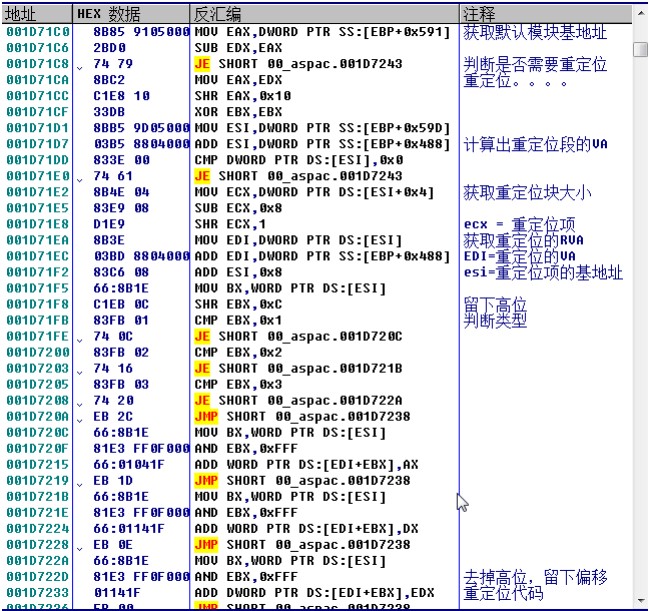 地址 HEX 数据 反汇编 注释
001D71C0 8B85 9105000 MOV EAX,DWORD PTR SS:[EBP+0x591] 获取默认模块基地址
001D71C6 2BD0 SUB EDX,EAX
001D71C8 74 79 JE SHORT 00_aspac.001D7243 判断是否需要重定位
001D71CA 8BC2 MOV EAX,EDX 重定位。。。。
001D71CC C1E8 10 SHR EAX,0x10
001D71CF 33DB XOR EBX,EBX
001D71D1 8BB5 9D05000 MOV ESI,DWORD PTR SS:[EBP+0x59D]
001D71D7 03B5 8804000 ADD ESI,DWORD PTR SS:[EBP+0x488] 计算出重定位段的VA
001D71DD 833E 00 CMP DWORD PTR DS:[ESI],0x0
001D71E0 74 61 JE SHORT 00_aspac.001D7243
001D71E2 8B4E 04 MOV ECX,DWORD PTR DS:[ESI+0x4] 获取重定位块大小
001D71E5 83E9 08 SUB ECX,0x8
001D71E8 D1E9 SHR ECX,1 ecx = 重定位项
001D71EA 8B3E MOV EDI,DWORD PTR DS:[ESI] 获取重定位的RVA
001D71EC 03BD 8804000 ADD EDI,DWORD PTR SS:[EBP+0x488] EDI=重定位的VA
001D71F2 83C6 08 ADD ESI,0x8 esi=重定位项的基地址
001D71F5 66:8B1E MOV BX,WORD PTR DS:[ESI]
001D71F8 C1EB 0C SHR EBX,0xC 留下高位
001D71FB 83FB 01 CMP EBX,0x1 判断类型
001D71FE 74 0C JE SHORT 00_aspac.001D720C
001D7200 83FB 02 CMP EBX,0x2
001D7203 74 16 JE SHORT 00_aspac.001D721B
001D7205 83FB 03 CMP EBX,0x3
001D7208 74 20 JE SHORT 00_aspac.001D722A
001D720A EB 2C JMP SHORT 00_aspac.001D7238
001D720C 66:8B1E MOV BX,WORD PTR DS:[ESI]
001D720F 81E3 FF0F000 AND EBX,0xFFF
001D7215 66:01041F ADD WORD PTR DS:[EDI+EBX],AX
001D7219 EB 1D JMP SHORT 00_aspac.001D7238
001D721B 66:8B1E MOV BX,WORD PTR DS:[ESI]
001D721E 81E3 FF0F000 AND EBX,0xFFF
001D7224 66:01141F ADD WORD PTR DS:[EDI+EBX],DX
001D7228 EB 0E JMP SHORT 00_aspac.001D7238
001D722A 66:8B1E MOV BX,WORD PTR DS:[ESI]
001D722D 81E3 FF0F000 AND EBX,0xFFF 去掉高位，留下偏移
001D7233 01141F ADD DWORD PTR DS:[EDI+EBX],EDX 重定位代码
001D7236 EB 00 JMP SHORT 00_aspac.001D7238